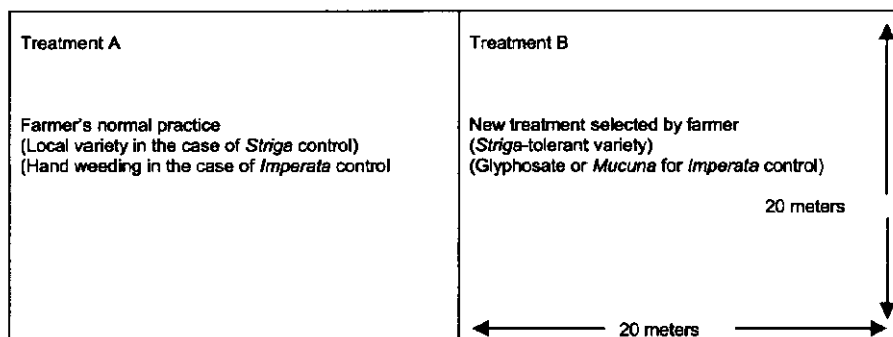 Treatment A
Farmer's normal practice
(Local variety in the case of Striga control)
(Hand weeding in the case of Imperata control
Treatment B
New treatment selected by farmer
(Striga-tolerant variety)
(Glyphosate or Mucuna for Imperata control)
20 meters
20 meters